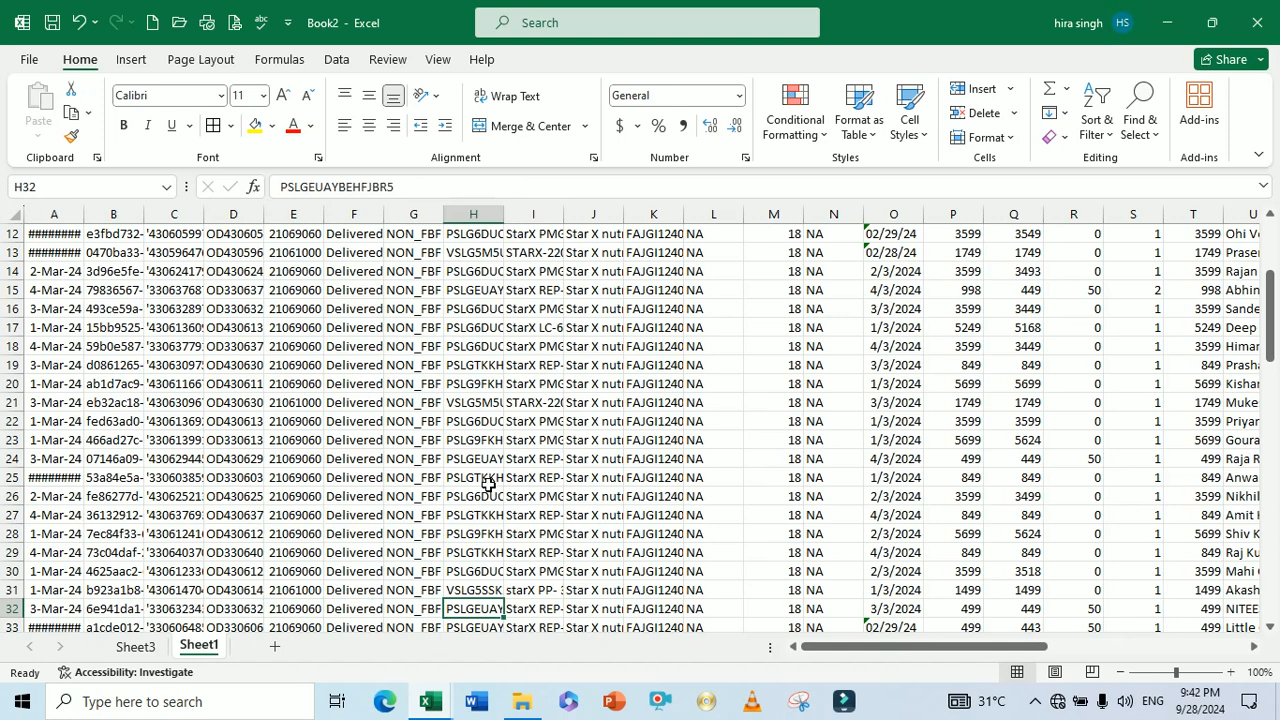 Book2 - Excel
Search
hira singh
HS
File Home Insert Page Layout Formulas Data Review View Help Share
Paste
Calibri 11
Wrap Text
Merge & Center
General
Conditional Formatting
Format as Table
Cell Styles
Insert
Delete
Format
Sort & Filter
Find & Select
Add-ins
Clipboard Font Alignment Number Styles Cells Editing Add-ins
H32 PSLGEUAYBEHFJBR5
A B C D E F G H I J K L M N O P Q R S T U
12 ######## e3fbd732- '43060599 OD430605 21069060 Delivered NON_FBF PSLG6DUC StarX PMC Star X nutr FAJGI1240 NA 18 NA 02/29/24 3599 3549 0 1 3599 Ohi Ve
13 ######## 0470ba33- '43059647 OD430596 21061000 Delivered NON_FBF VSLG5M5U STARX-220 Star X nutr FAJGI1240 NA 18 NA 02/28/24 1749 1749 0 1 1749 Prasen
14 2-Mar-24 3d96e5fe- '43062417 OD430624 21069060 Delivered NON_FBF PSLG6DUC StarX PMC Star X nutr FAJGI1240 NA 18 NA 2/3/2024 3599 3493 0 1 3599 Rajan
15 4-Mar-24 79836567- '33063768 OD330637 21069060 Delivered NON_FBF PSLGEUAY StarX REP- Star X nutr FAJGI1240 NA 18 NA 4/3/2024 998 449 50 2 998 Abhin
16 3-Mar-24 493ce59a- '33063289 OD330632 21069060 Delivered NON_FBF PSLG6DUC StarX PMC Star X nutr FAJGI1240 NA 18 NA 3/3/2024 3599 3449 0 1 3599 Sande
17 1-Mar-24 15bb9525- '43061360 OD430613 21069060 Delivered NON_FBF PSLG6DUC StarX LC-6 Star X nutr FAJGI1240 NA 18 NA 1/3/2024 5249 5168 0 1 5249 Deep
18 4-Mar-24 59b0e587- '43063779 OD430637 21069060 Delivered NON_FBF PSLG6DUC StarX PMC Star X nutr FAJGI1240 NA 18 NA 4/3/2024 3599 3449 0 1 3599 Himan
19 3-Mar-24 d0861265- '43063097 OD430630 21069060 Delivered NON_FBF PSLGTKKH StarX REP- Star X nutr FAJGI1240 NA 18 NA 3/3/2024 849 849 0 1 849 Prasha
20 1-Mar-24 ab1d7ac9- '43061166 OD430611 21069060 Delivered NON_FBF PSLG9FKH StarX PMC Star X nutr FAJGI1240 NA 18 NA 1/3/2024 5699 5699 0 1 5699 Kishan
21 3-Mar-24 eb32ac18- '43063096 OD430630 21061000 Delivered NON_FBF VSLG5M5U STARX-220 Star X nutr FAJGI1240 NA 18 NA 3/3/2024 1749 1749 0 1 1749 Mukes
22 1-Mar-24 fed63ad0- '43061369 OD430613 21069060 Delivered NON_FBF PSLG6DUC StarX PMC Star X nutr FAJGI1240 NA 18 NA 1/3/2024 3599 3599 0 1 3599 Priyan
23 1-Mar-24 466ad27c- '33061399 OD330613 21069060 Delivered NON_FBF PSLG9FKH StarX PMC Star X nutr FAJGI1240 NA 18 NA 1/3/2024 5699 5624 0 1 5699 Goura
24 3-Mar-24 07146a09- '43062944 OD430629 21069060 Delivered NON_FBF PSLGEUAY StarX REP- Star X nutr FAJGI1240 NA 18 NA 4/3/2024 499 449 50 1 499 Raja R
25 ######## 53a84e5a- '33060385 OD330603 21069060 Delivered NON_FBF PSLGTKKH StarX REP- Star X nutr FAJGI1240 NA 18 NA 1/3/2024 849 849 0 1 849 Anwa
26 2-Mar-24 fe86277d- '43062521 OD430625 21069060 Delivered NON_FBF PSLG6DUC StarX PMC Star X nutr FAJGI1240 NA 18 NA 2/3/2024 3599 3499 0 1 3599 Nikhil
27 4-Mar-24 36132912- '43063769 OD430637 21069060 Delivered NON_FBF PSLGTKKH StarX REP- Star X nutr FAJGI1240 NA 18 NA 4/3/2024 849 849 0 1 849 Amit K
28 1-Mar-24 7ec84f33- '43061241 OD430612 21069060 Delivered NON_FBF PSLG9FKH StarX PMC Star X nutr FAJGI1240 NA 18 NA 2/3/2024 5699 5624 0 1 5699 Shiv K
29 4-Mar-24 73c04daf- '33064037 OD330640 21069060 Delivered NON_FBF PSLGTKKH StarX REP- Star X nutr FAJGI1240 NA 18 NA 4/3/2024 849 849 0 1 849 Raj Ku
30 1-Mar-24 4625aac2- '43061233 OD430612 21069060 Delivered NON_FBF PSLG6DUC StarX PMC Star X nutr FAJGI1240 NA 18 NA 1/3/2024 3599 3518 0 1 3599 Mahi
31 1-Mar-24 b923a1b8- '43061470 OD430614 21069060 Delivered NON_FBF VSLG5SSK starX PP- Star X nutr FAJGI1240 NA 18 NA 1/3/2024 1499 1499 0 1 1499 Akash
32 3-Mar-24 6e941da1- '33063234 OD330632 21069060 Delivered NON_FBF PSLGEUAY StarX REP- Star X nutr FAJGI1240 NA 18 NA 3/3/2024 499 449 50 1 499 NITEE
33 ######## a1cde012- '33060648 OD330606 21069060 Delivered NON_FBF PSLGEUAY StarX REP- Star X nutr FAJGI1240 NA 18 NA 02/29/24 499 443 50 1 499 Little
Sheet3 Sheet1
Ready Accessibility: Investigate 100%
Type here to search
31°C ENG 9:42 PM 9/28/2024